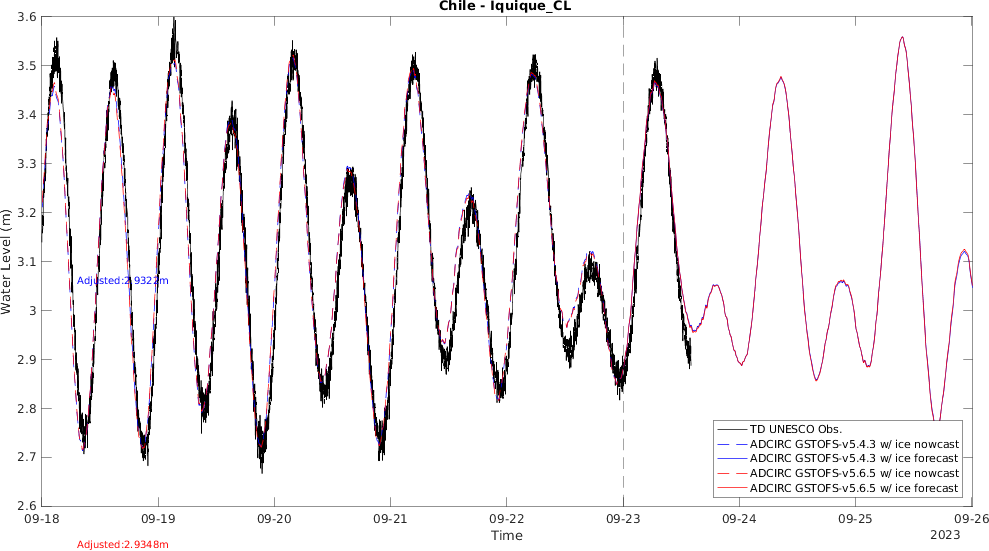 Chile - Iquique_CL
3.6
3.5
3.4
3.3
3.2
3.1
3
2.9
2.8
2.7
2.6
Water Level (m)
Adjusted:2.9322m
TD UNESCO Obs.
ADCIRC GSTOFS-v5.4.3 w/ ice nowcast
ADCIRC GSTOFS-v5.4.3 w/ ice forecast
ADCIRC GSTOFS-v5.6.5 w/ ice nowcast
ADCIRC GSTOFS-v5.6.5 w/ ice forecast
09-18 09-19 09-20 09-21 09-22 09-23 09-24 09-25 09-26
Time
2023
Adjusted:2.9348m